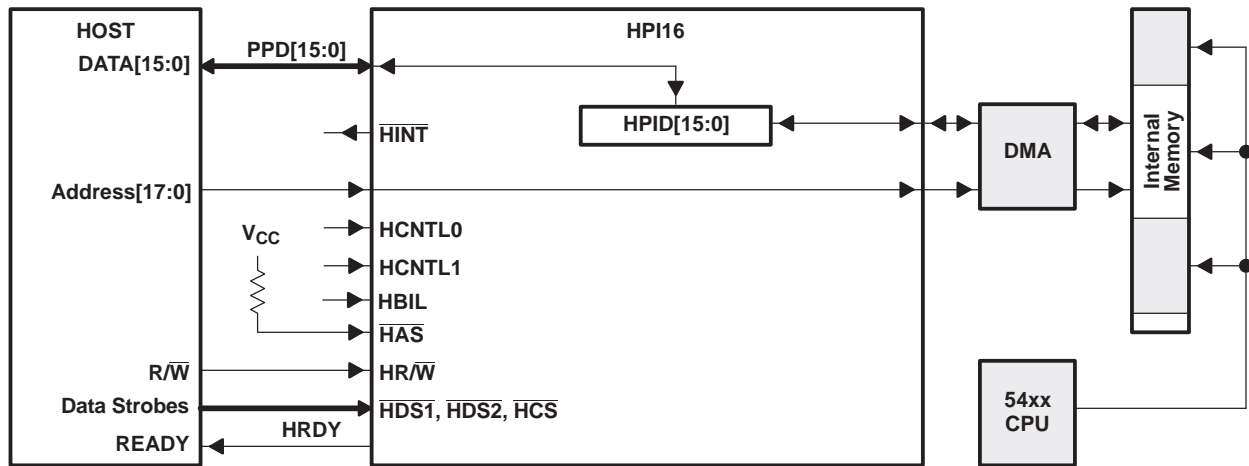 HOST
HPI16
PPD[15:0]
DATA[15:0]
HPID[15:0]
HINT
DMA
Internal
Memory
Address[17:0]
VCC
HCNTL0
HCNTL1
HBIL
HAS
R/W
HR/W
Data Strobes
HDS1, HDS2, HCS
READY
HRDY
54xx
CPU